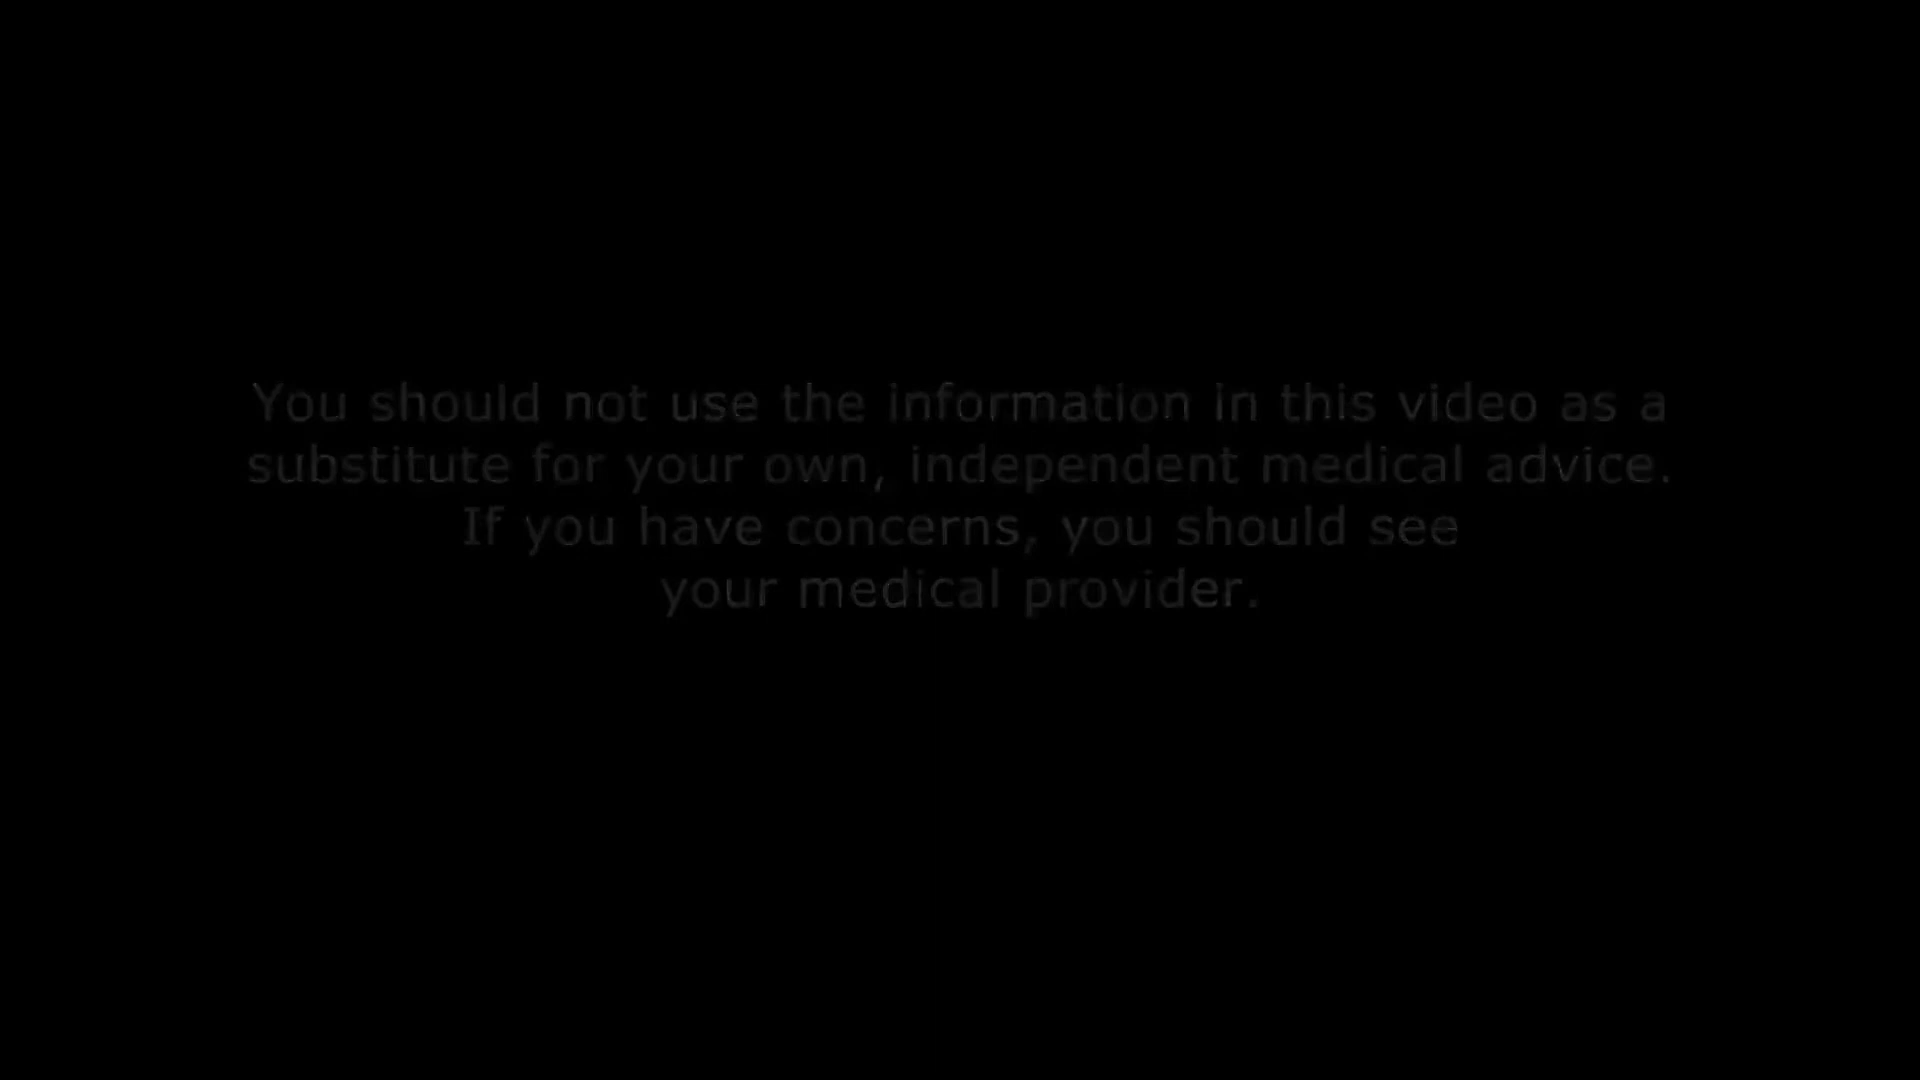 You should not use the information in this video as a
substitute for your own, independent medical advice.
If you have concerns, you should see
your medical provider.